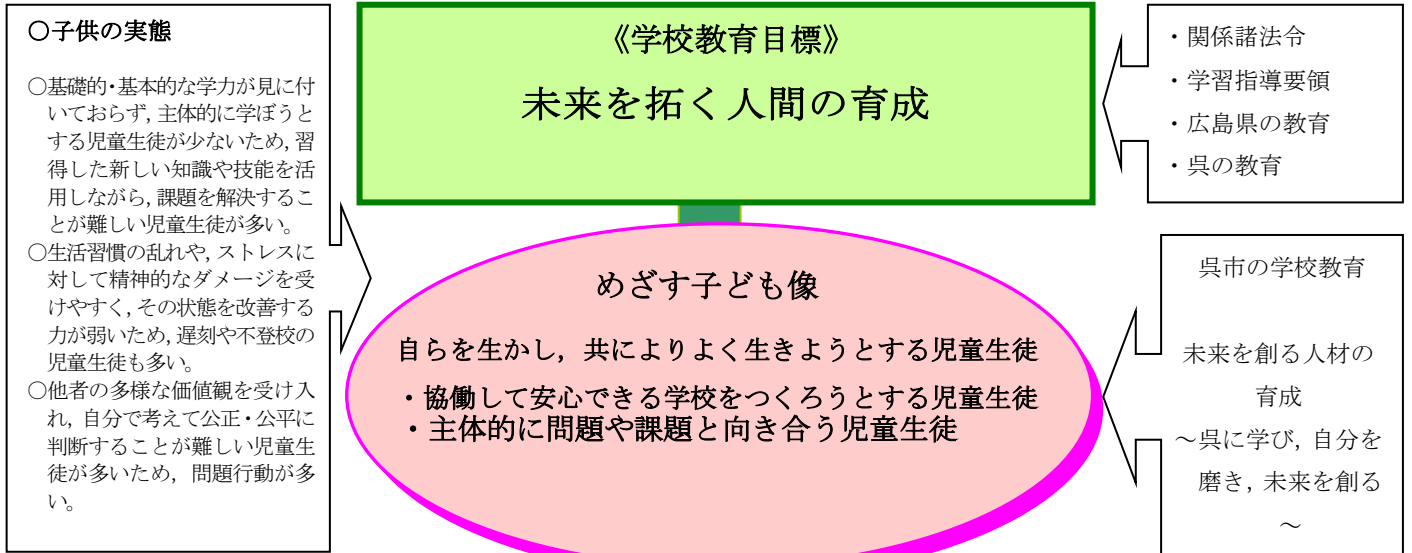 〇子供の実態
〇基礎的・基本的な学力が見に付
いておらず，主体的に学ぼうと
する児童生徒が少ないため，習
得した新しい知識や技能を活
用しながら，課題を解決するこ
とが難しい児童生徒が多い。
〇生活習慣の乱れや，ストレスに
対して精神的なダメージを受
けやすく，その状態を改善する
力が弱いため，遅刻や不登校の
児童生徒も多い。
〇他者の多様な価値観を受け入
れ，自分で考えて公正・公平に
判断することが難しい児童生
徒が多いため，問題行動が多
い。
《学校教育目標》
未来を拓く人間の育成
めざす子ども像
自らを生かし，共によりよく生きようとする児童生徒
・協働して安心できる学校をつくろうとする児童生徒
・主体的に問題や課題と向き合う児童生徒
・関係諸法令
・学習指導要領
・広島県の教育
・呉の教育
呉市の学校教育
未来を創る人材の
育成
～呉に学び，自分を
磨き，未来を創る
～